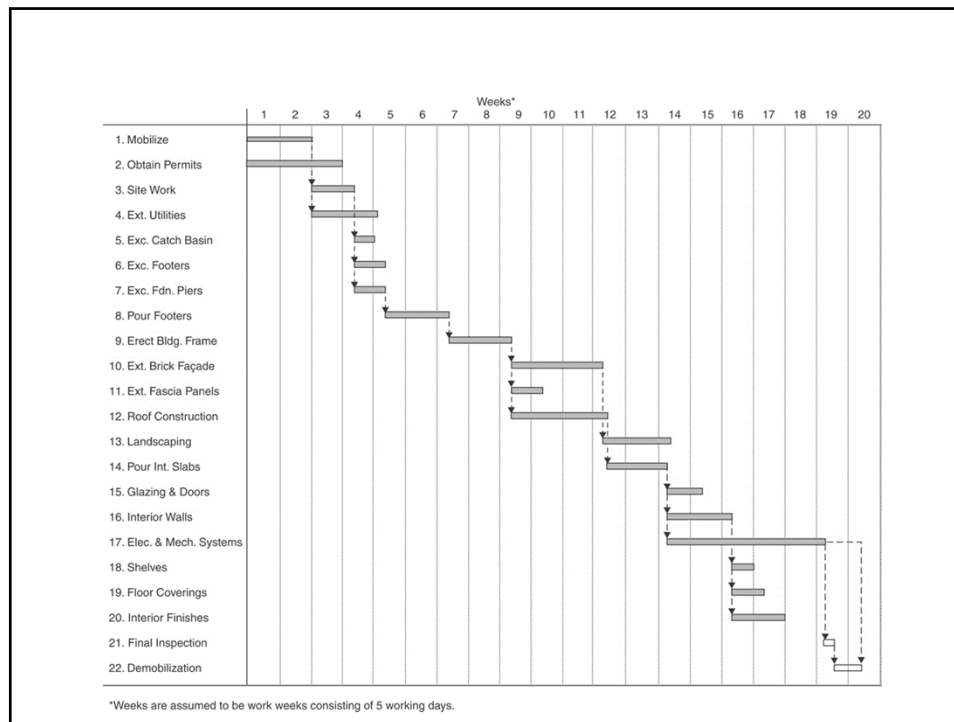 Weeks*
1 2 3 4 5 6 7 8 9 10 11 12 13 14 15 16 17 18 19 20
1. Mobilize
2. Obtain Permits
3. Site Work
4. Ext. Utilities
5. Exc. Catch Basin
6. Exc. Footers
7. Exc. Fdn. Piers
8. Pour Footers
9. Erect Bldg. Frame
10. Ext. Brick Façade
11. Ext. Fascia Panels
12. Roof Construction
13. Landscaping
14. Pour Int. Slabs
15. Glazing & Doors
16. Interior Walls
17. Elec. & Mech. Systems
18. Shelves
19. Floor Coverings
20. Interior Finishes
21. Final Inspection
22. Demobilization
*Weeks are assumed to be work weeks consisting of 5 working days.